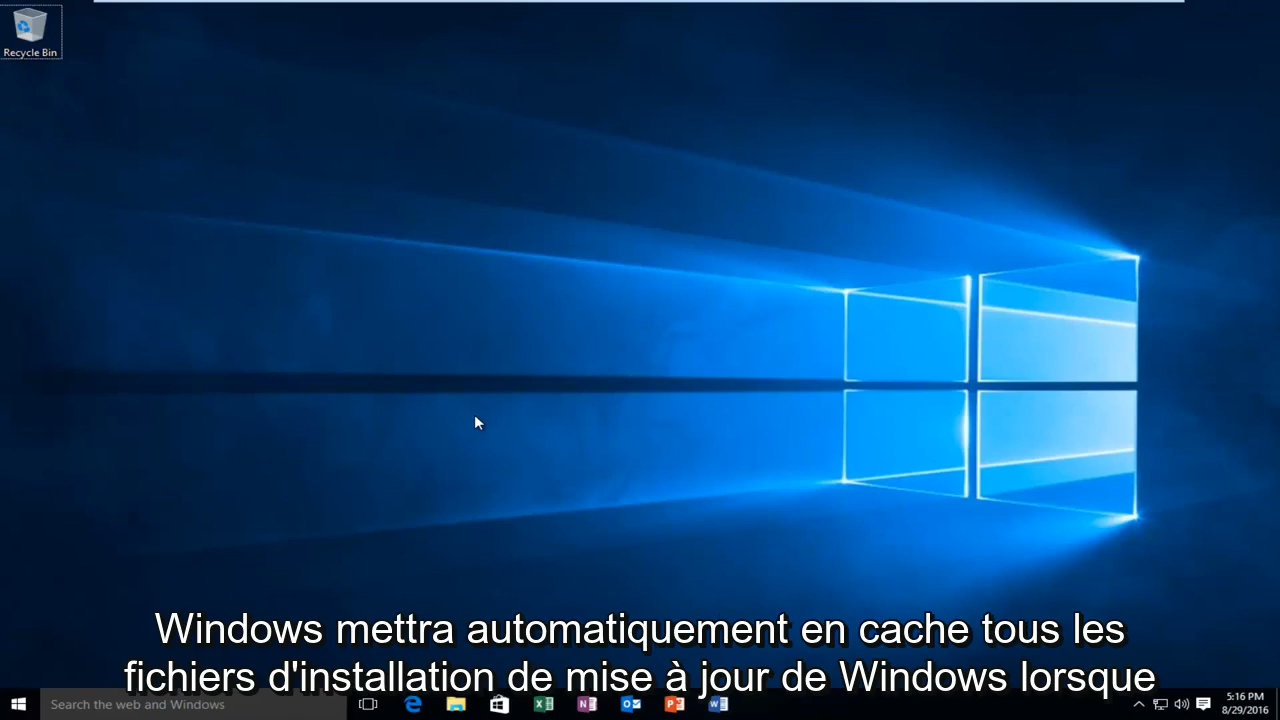 Recycle Bin
Windows mettra automatiquement en cache tous les
fichiers d'installation de mise à jour de Windows lorsque
Search the web and Windows
5:16 PM
8/29/2016